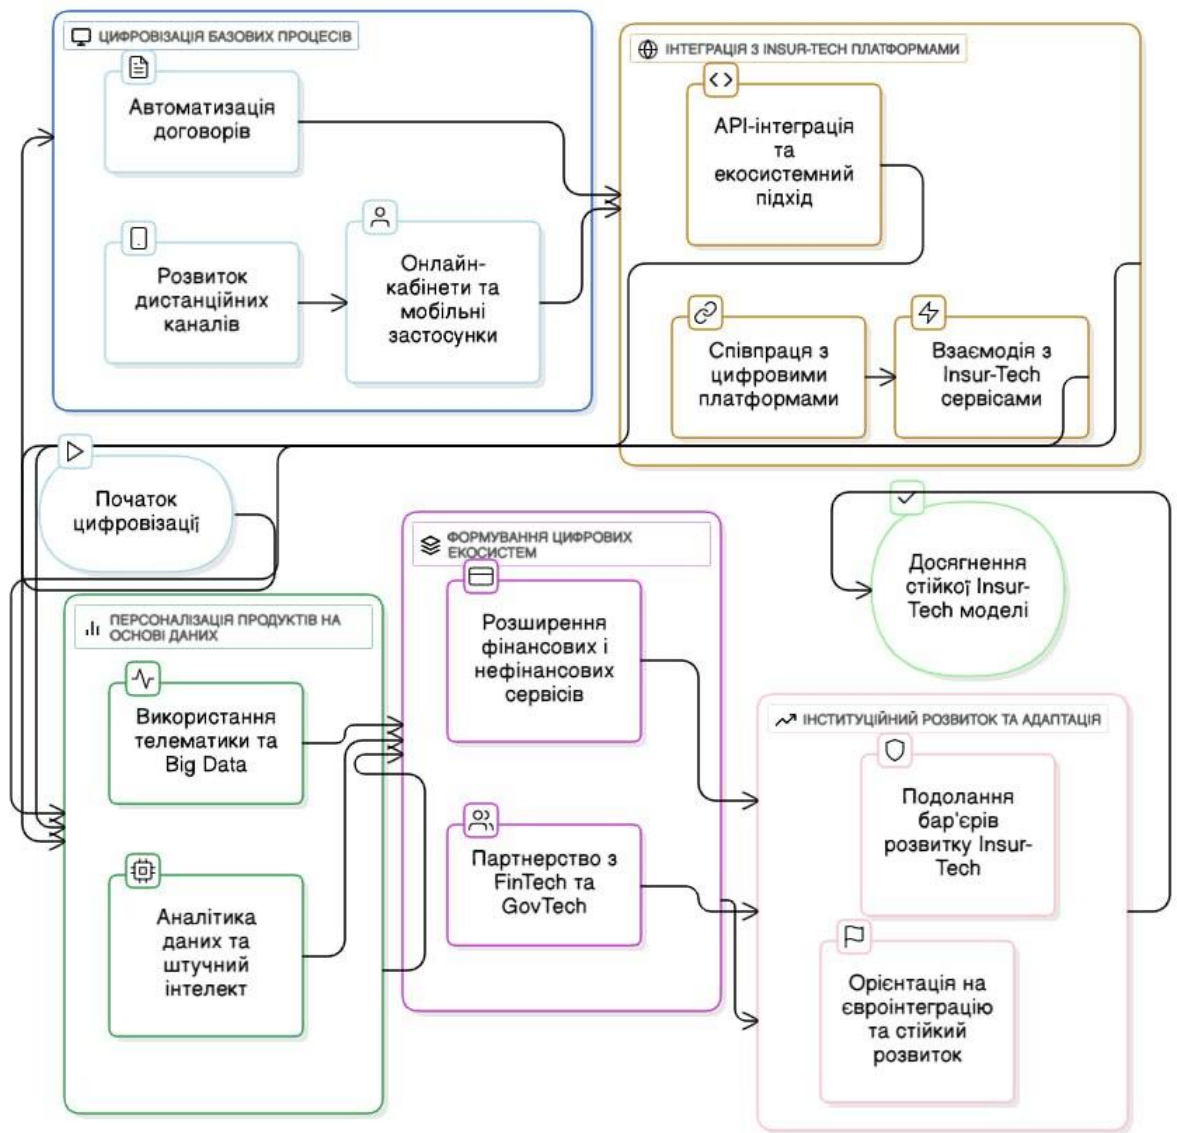 ЦИФРОВІЗАЦІЯ БАЗОВИХ ПРОЦЕСІВ
Автоматизація
договорів
Розвиток
дистанційних
каналів
Онлайн-
кабінети та
мобільні
застосунки
ІНТЕГРАЦІЯ З INSUR-TECH ПЛАТФОРМАМИ
API-інтеграція
та
екосистемний
підхід
Співпраця з
цифровими
платформами
Взаємодія з
Insur-Tech
сервісами
Початок
цифровізації
ПЕРСОНАЛІЗАЦІЯ ПРОДУКТІВ НА
ОСНОВІ ДАНИХ
Використання
телематики та
Big Data
Аналітика
даних та
штучний
інтелект
ФОРМУВАННЯ ЦИФРОВИХ
ЕКОСИСТЕМ
Розширення
фінансових і
нефінансових
сервісів
Партнерство з
FinTech та
GovTech
Досягнення
стійкої Insur-
Tech моделі
ІНСТИТУЦІЙНИЙ РОЗВИТОК ТА АДАПТАЦІЯ
Подолання
бар'єрів
розвитку Insur-
Tech
Орієнтація на
євроінтеграцію
та стійкий
розвиток